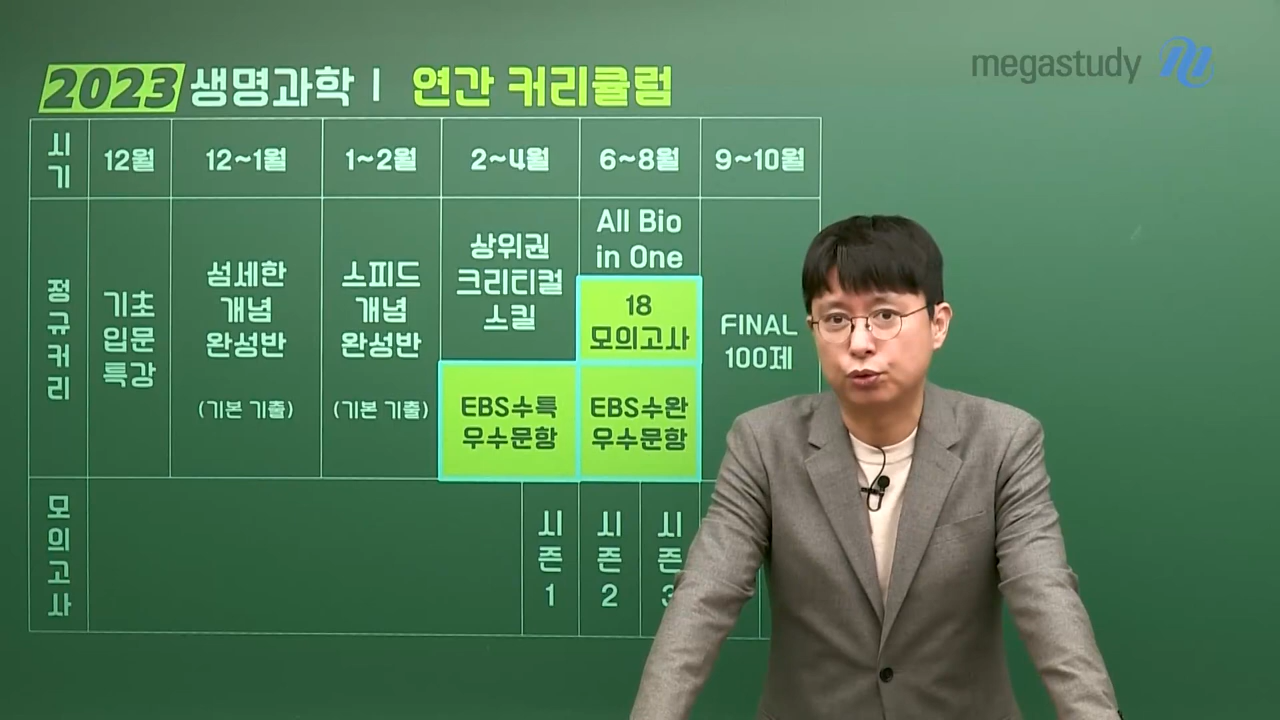 megastudy
2023 생명과학 I 연간 커리큘럼
시기
12월
12~1월
1~2월
2~4월
6~8월
9~10월
정규커리
기초
입문
특강
섬세한
개념
완성반
(기본 기출)
스피드
개념
완성반
(기본 기출)
상위권
크리티컬
스킬
EBS수특
우수문항
All Bio
in One
18
모의고사
EBS수완
우수문항
FINAL
100제
모의고사
시즌1
시즌2
시즌3